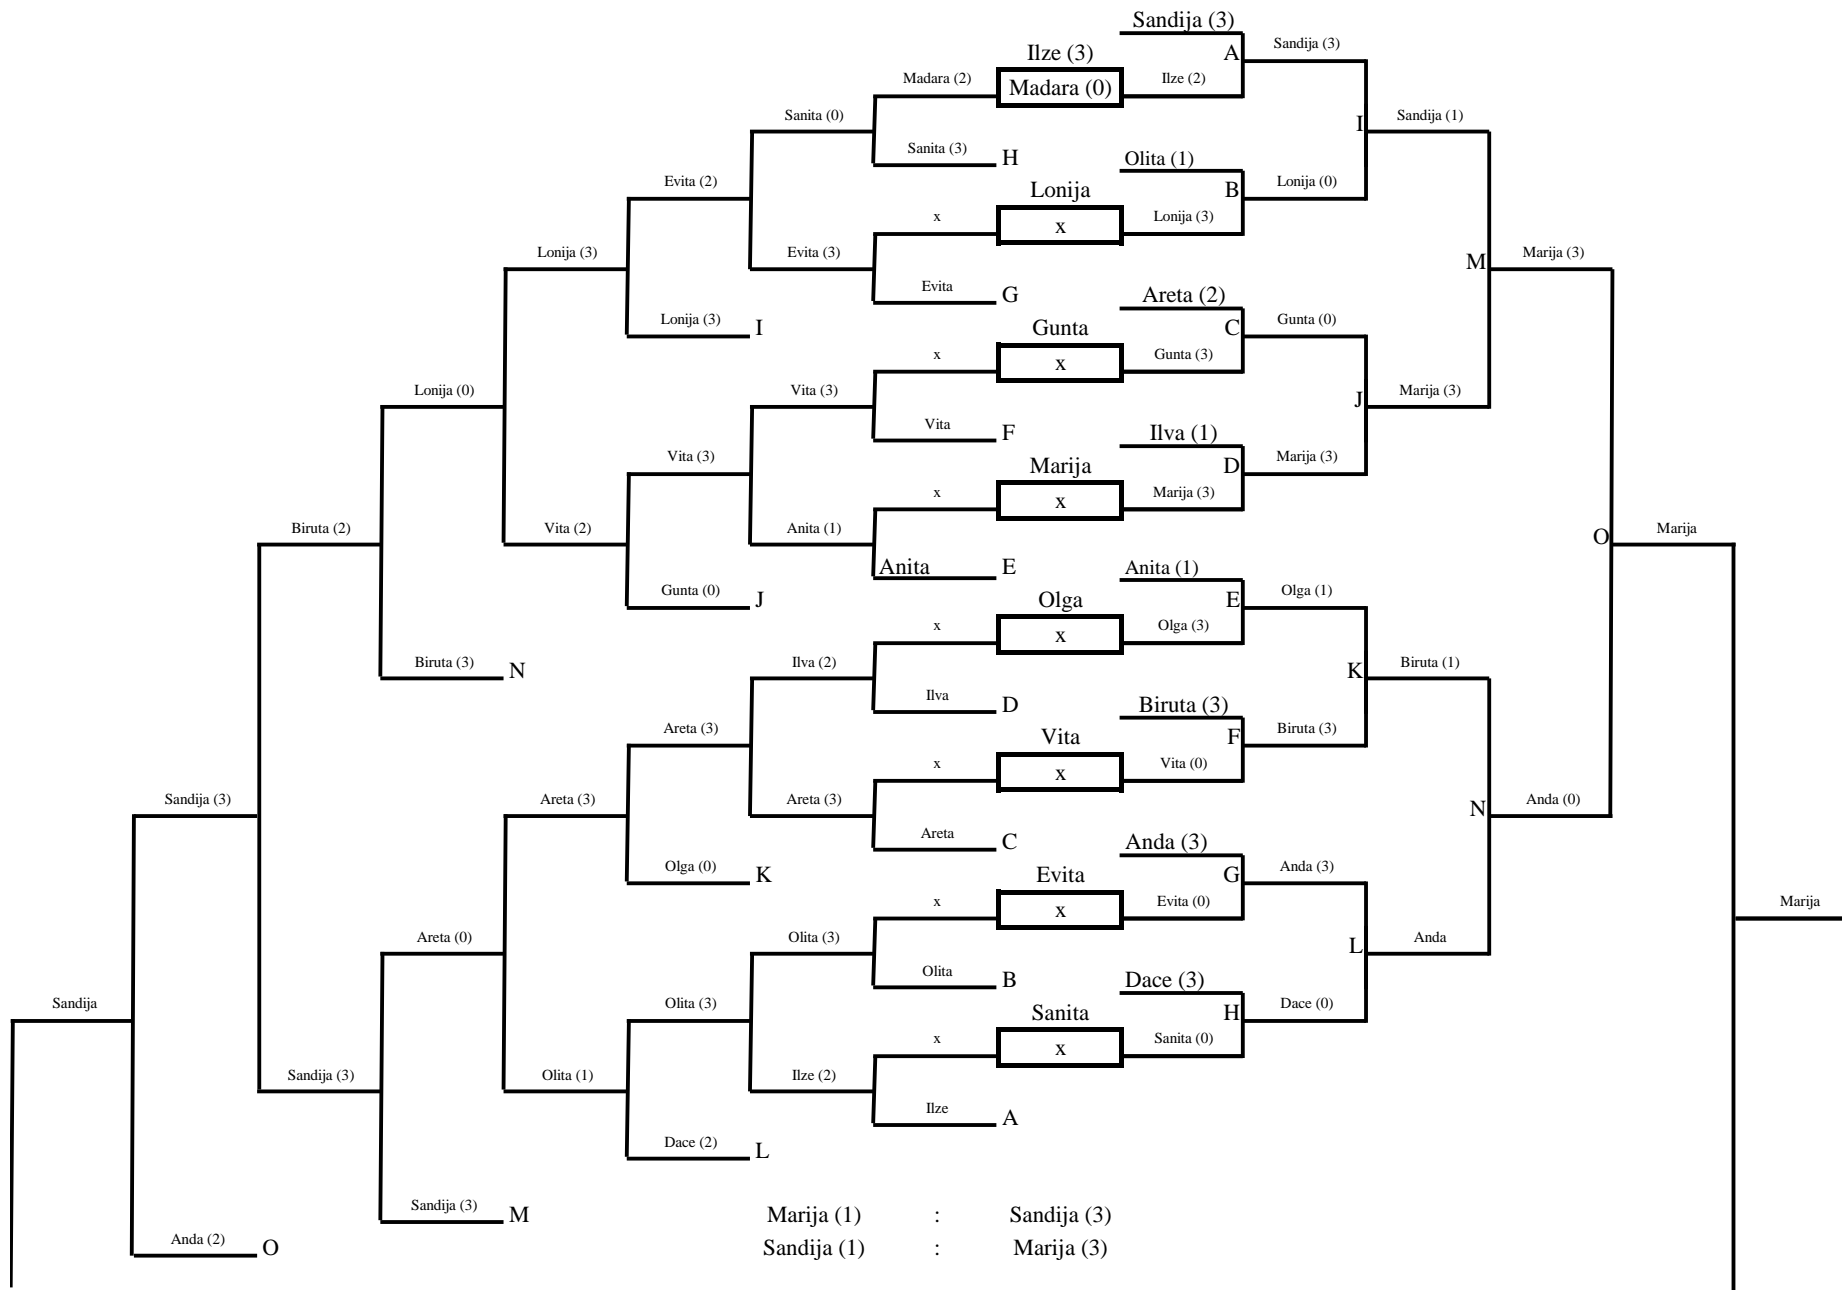 Sandija (3)
Ilze (3) A Sandija (3)
Madara (2) Madara (0) Ilze (2)
Sanita (0) I Sandija (1)
Sanita (3) H Olita (1)
Evita (2) Lonija B Lonija (0)
x x Lonija (3)
Lonija (3) Evita (3) M Marija (3)
Evita G Areta (2)
Lonija (3) I Gunta C Gunta (0)
x x Gunta (3)
Lonija (0) Vita (3) J Marija (3)
Vita F Ilva (1)
Vita (3) Marija D Marija (3)
x x Marija (3)
Biruta (2) Vita (2) Anita (1) O Marija
Anita E Anita (1)
Gunta (0) J Olga E Olga (1)
x x Olga (3)
Biruta (3) N Ilva (2) K Biruta (1)
Ilva D Biruta (3)
Areta (3) Vita F Biruta (3)
x x Vita (0)
Sandija (3) Areta (3) Areta (3) N Anda (0)
Areta C Anda (3)
Olga (0) K Evita G Anda (3)
x x Evita (0) Marija
Areta (0) Olita (3) L Anda
Olita B Dace (3)
Sandija Olita (3) Sanita H Dace (0)
x x Sanita (0)
Sandija (3) Olita (1) Ilze (2)
Ilze A
Dace (2) L
Sandija (3) M Marija (1) : Sandija (3)
Anda (2) O Sandija (1) : Marija (3)